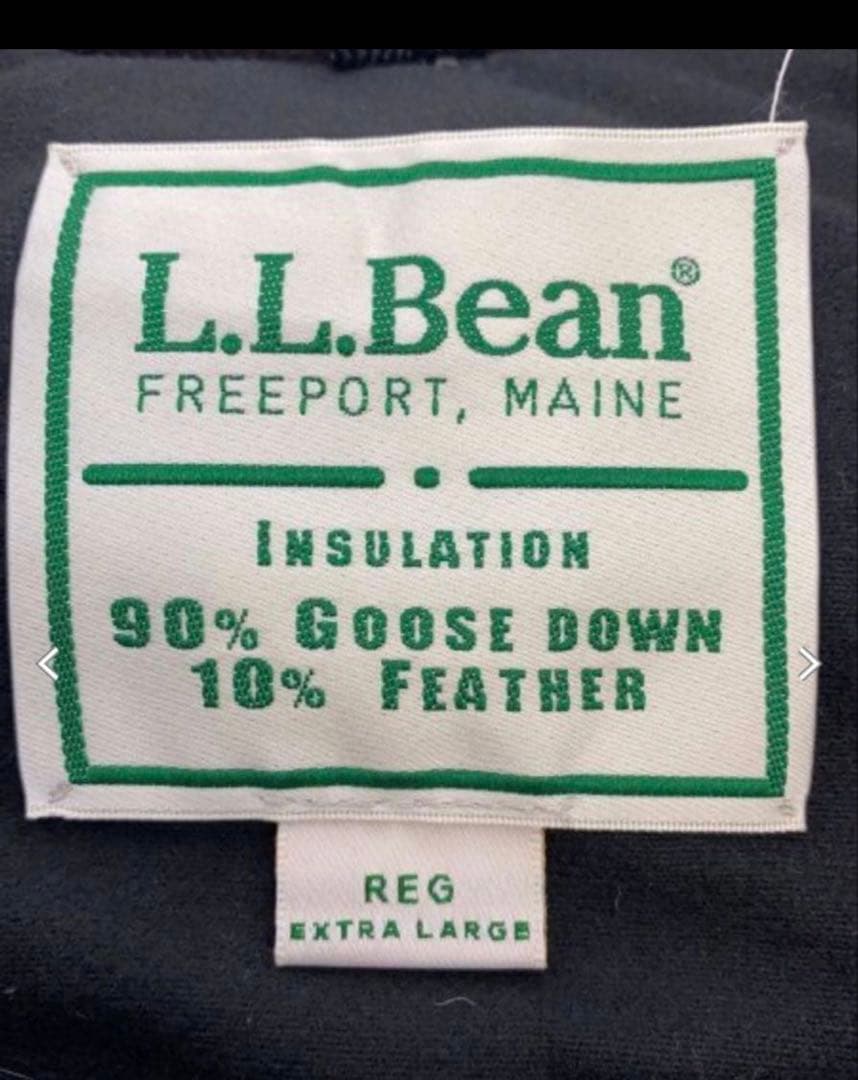 L.L.Bean®
FREEPORT, MAINE
INSULATION
90% GOOSE DOWN
10% FEATHER
REG
EXTRA LARGE